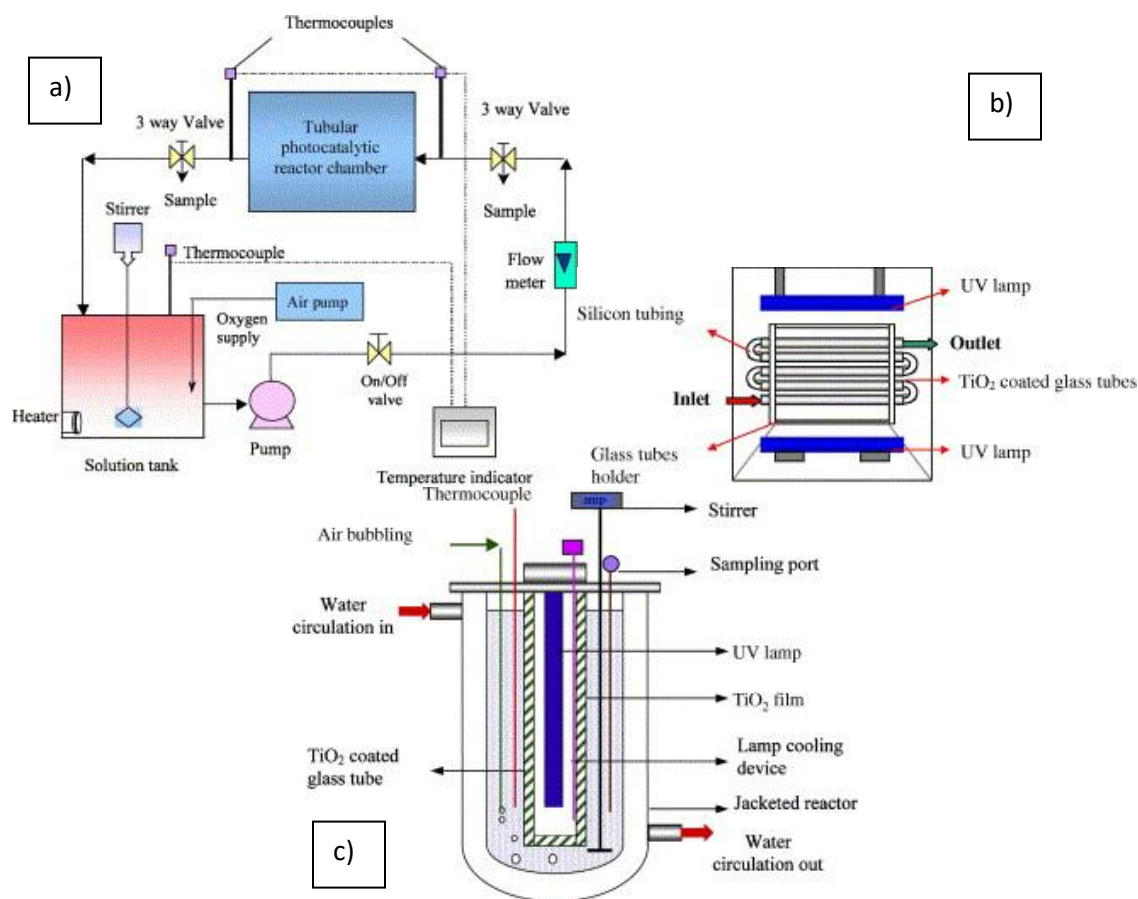 a)
Thermocouples
3 way Valve
3 way Valve
Tubular
photocatalytic
reactor chamber
Sample
Sample
Stirrer
Thermocouple
Flow
meter
Air pump
Oxygen
supply
On/Off
valve
Heater
Pump
Solution tank
Temperature indicator
b)
UV lamp
Silicon tubing
Outlet
TiO2 coated glass tubes
Inlet
UV lamp
Glass tubes
holder
Thermocouple
Stirrer
Air bubbling
Sampling port
Water
circulation in
UV lamp
TiO2 film
TiO2 coated
glass tube
Lamp cooling
device
Jacketed reactor
Water
circulation out
c)